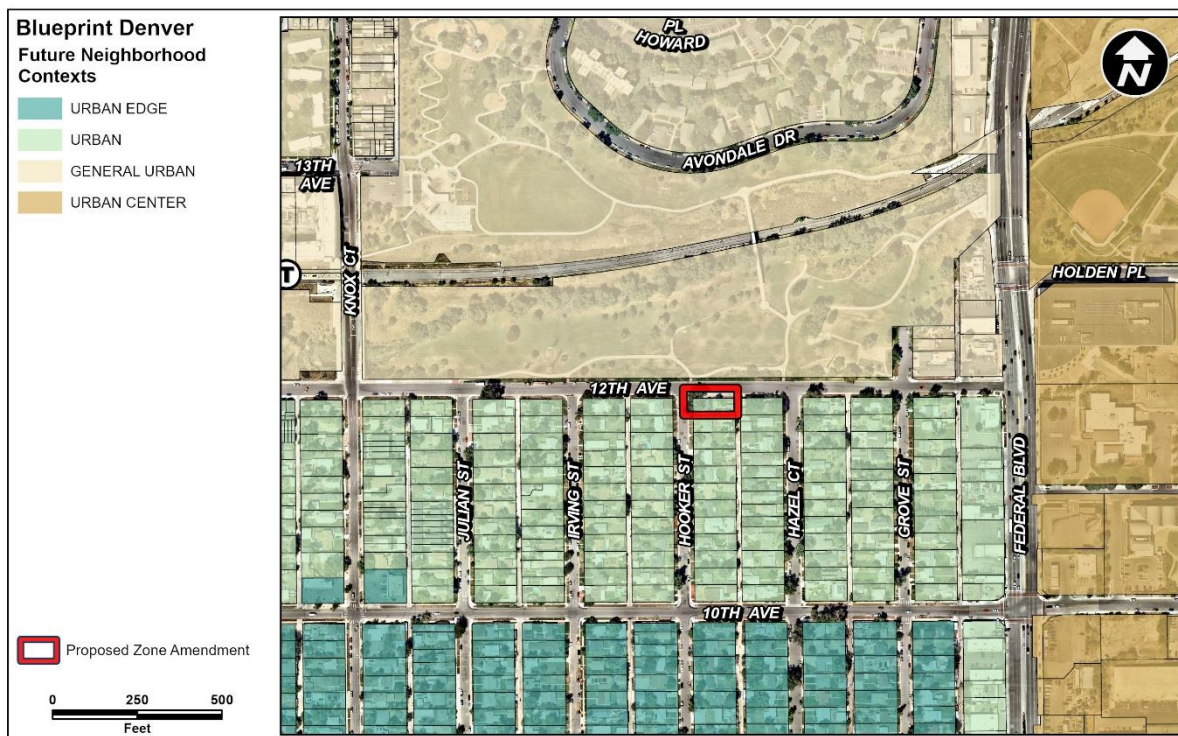 Blueprint Denver
Future Neighborhood
Contexts
URBAN EDGE
URBAN
GENERAL URBAN
URBAN CENTER
Proposed Zone Amendment
0 250 500
Feet
PL
HOWARD
N
AVONDALE DR
13TH
AVE
KNOX CT
T
HOLDEN PL
12TH AVE
JULIAN ST
IRVING ST
HOOKER ST
HAZEL CT
GROVE ST
FEDERAL BLVD
10TH AVE